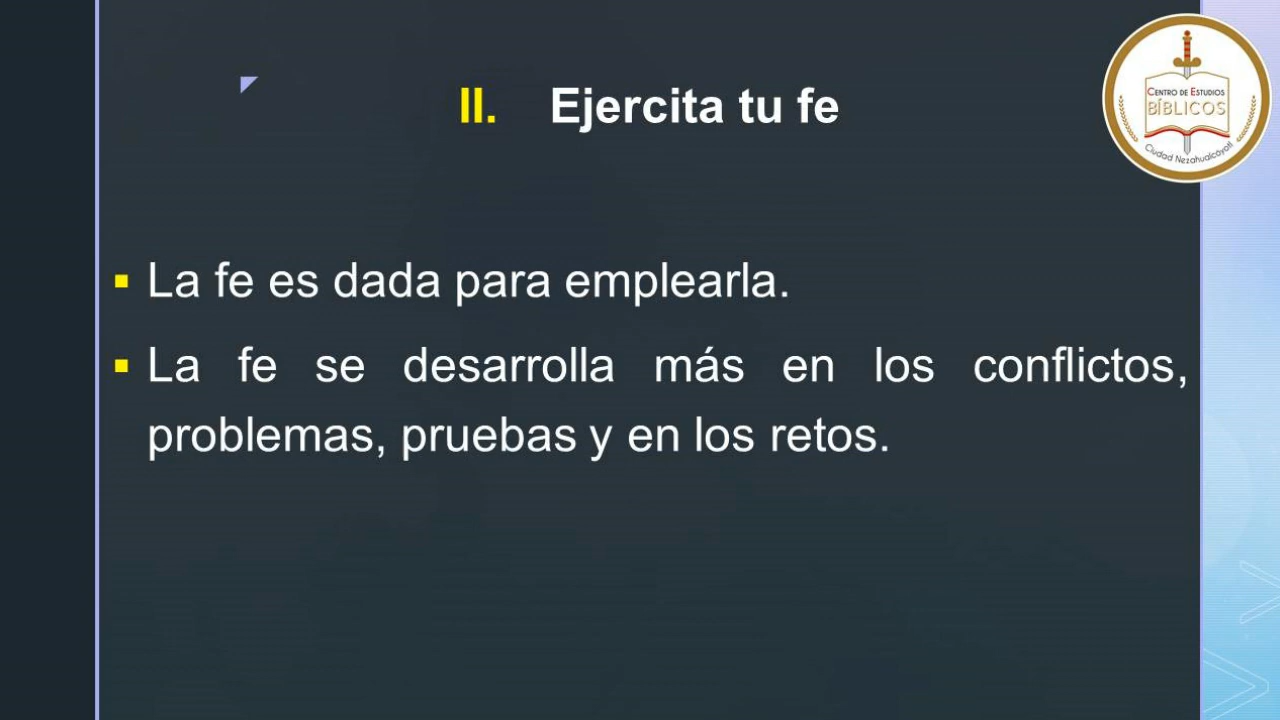 II. Ejercita tu fe
CENTRO DE ESTUDIOS
BÍBLICOS
Ciudad Nezahualcóyotl
▪ La fe es dada para emplearla.
▪ La fe se desarrolla más en los conflictos,
problemas, pruebas y en los retos.